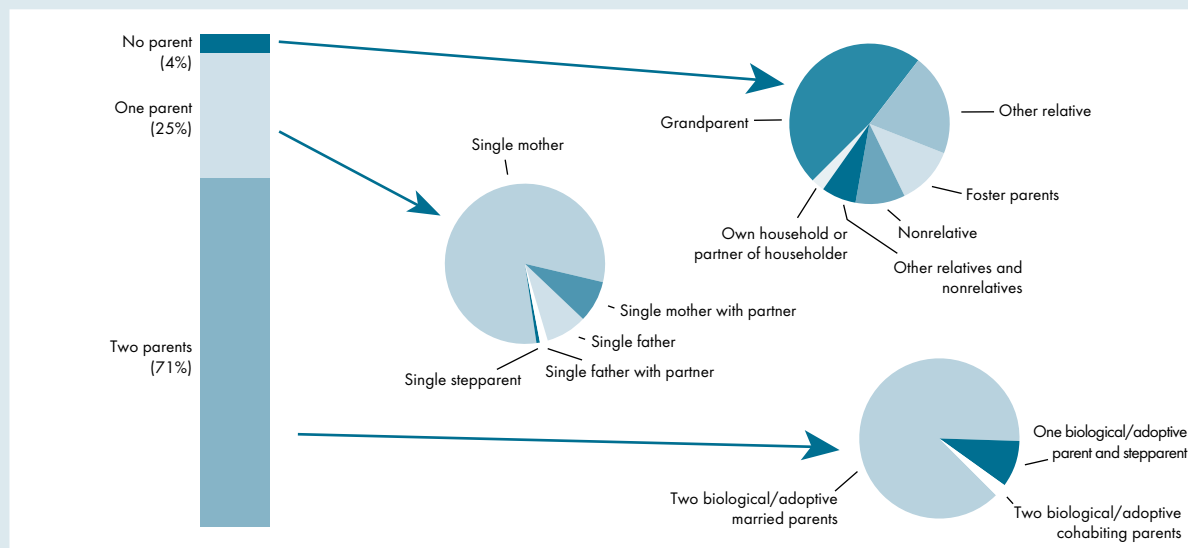 No parent
(4%)
One parent
(25%)
Two parents
(71%)
Single mother
Single mother with partner
Single father
Single father with partner
Single stepparent
Grandparent
Other relative
Foster parents
Nonrelative
Other relatives and
nonrelatives
Own household or
partner of householder
One biological/adoptive
parent and stepparent
Two biological/adoptive
cohabiting parents
Two biological/adoptive
married parents